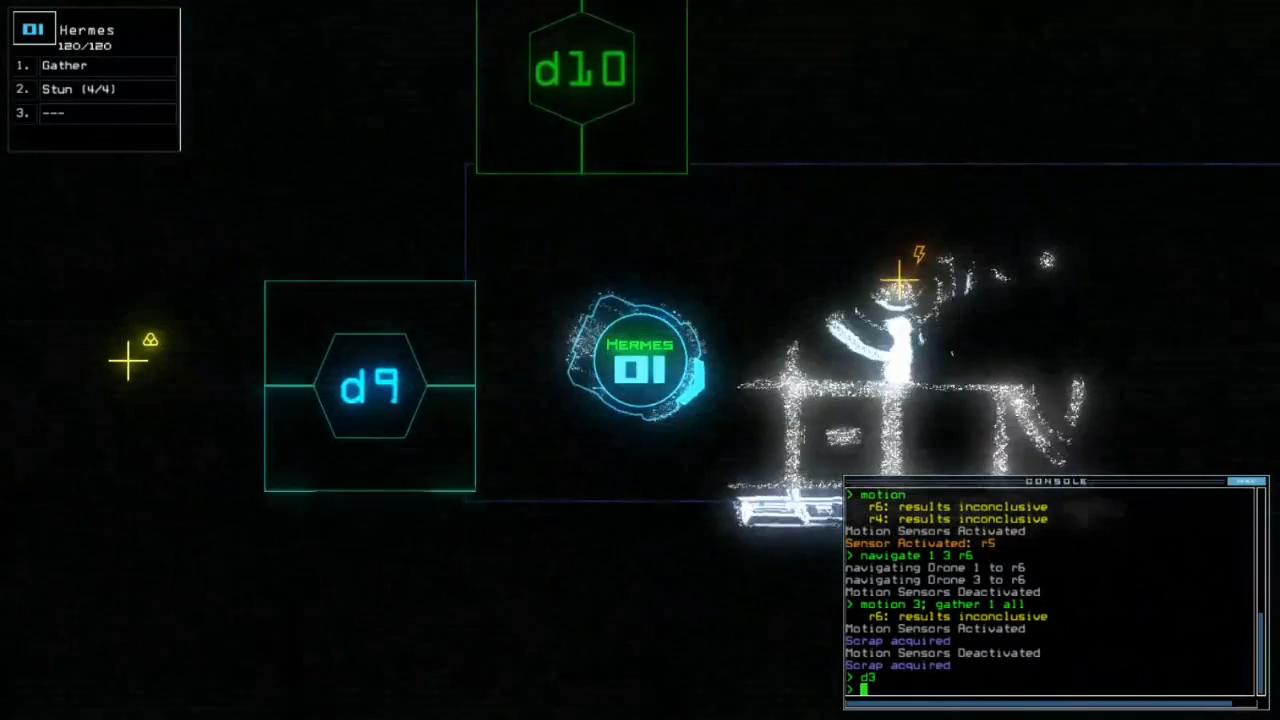 01 Hermes
120/120
1. Gather
2. Stun (4/4)
3. ---
d10
d9
HERMES
01
CONSOLE
> motion
r6: results inconclusive
r4: results inconclusive
Motion Sensors Activated
Sensor Activated: r5
> navigate 1 3 r6
navigating Drone 1 to r6
navigating Drone 3 to r6
Motion Sensors Deactivated
> motion 3; gather 1 all
r6: results inconclusive
Motion Sensors Activated
Scrap acquired
Motion Sensors Deactivated
Scrap acquired
> d3
>